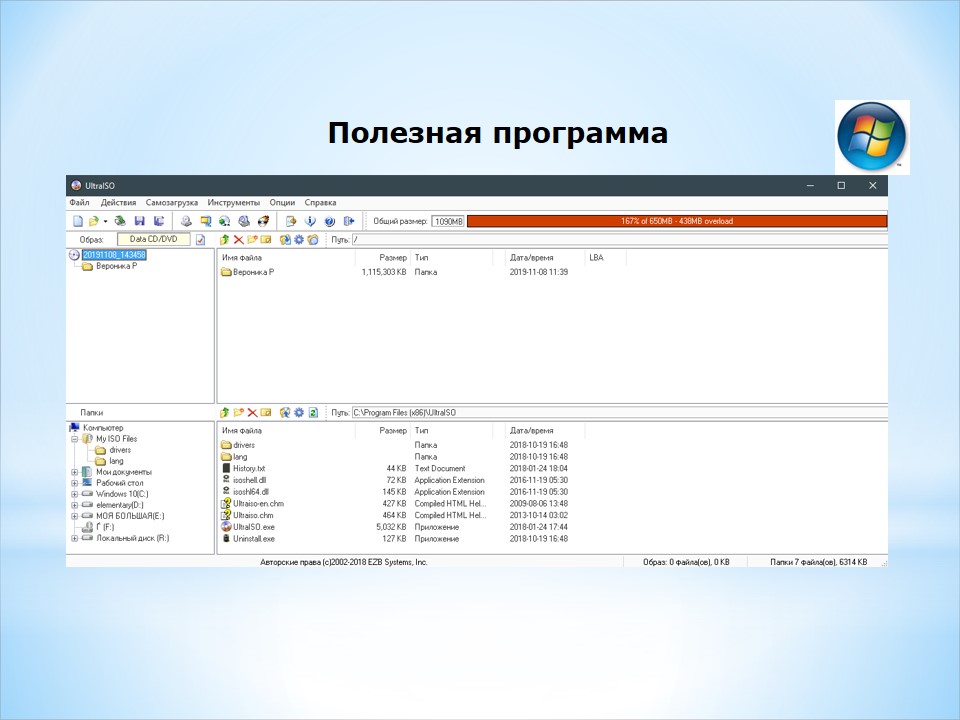 Полезная программа
UltraISO
Файл Действия Самозагрузка Инструменты Опции Справка
Общий размер: 1090MB 167% of 650MB - 438MB overload
Образ: Data CD/DVD Путь: /
20191108_143458
Вероника Р
Имя файла Размер Тип Дата/время LBA
Вероника Р 1,115,303 KB Папка 2019-11-08 11:39
Папки Путь: C:\Program Files (x86)\UltraISO
Компьютер
My ISO Files
drivers
lang
Мои документы
Рабочий стол
Windows 10(C:)
elementary(D:)
МОЯ БОЛЬШАЯ(E:)
(F:)
Локальный диск (R:)
Имя файла Размер Тип Дата/время
drivers Папка 2018-10-19 16:48
lang Папка 2018-10-19 16:48
History.txt 44 KB Text Document 2018-01-24 18:04
isoshell.dll 72 KB Application Extension 2016-11-19 05:30
isoshl64.dll 145 KB Application Extension 2016-11-19 05:30
Ultraiso-en.chm 427 KB Compiled HTML Hel... 2009-08-06 13:48
Ultraiso.chm 464 KB Compiled HTML Hel... 2013-10-14 03:02
UltraISO.exe 5,032 KB Приложение 2018-01-24 17:44
Uninstall.exe 127 KB Приложение 2018-10-19 16:48
Авторские права (c)2002-2018 EZB Systems, Inc. Образ: 0 файла(ов), 0 KB Папки 7 файла(ов), 6314 KB